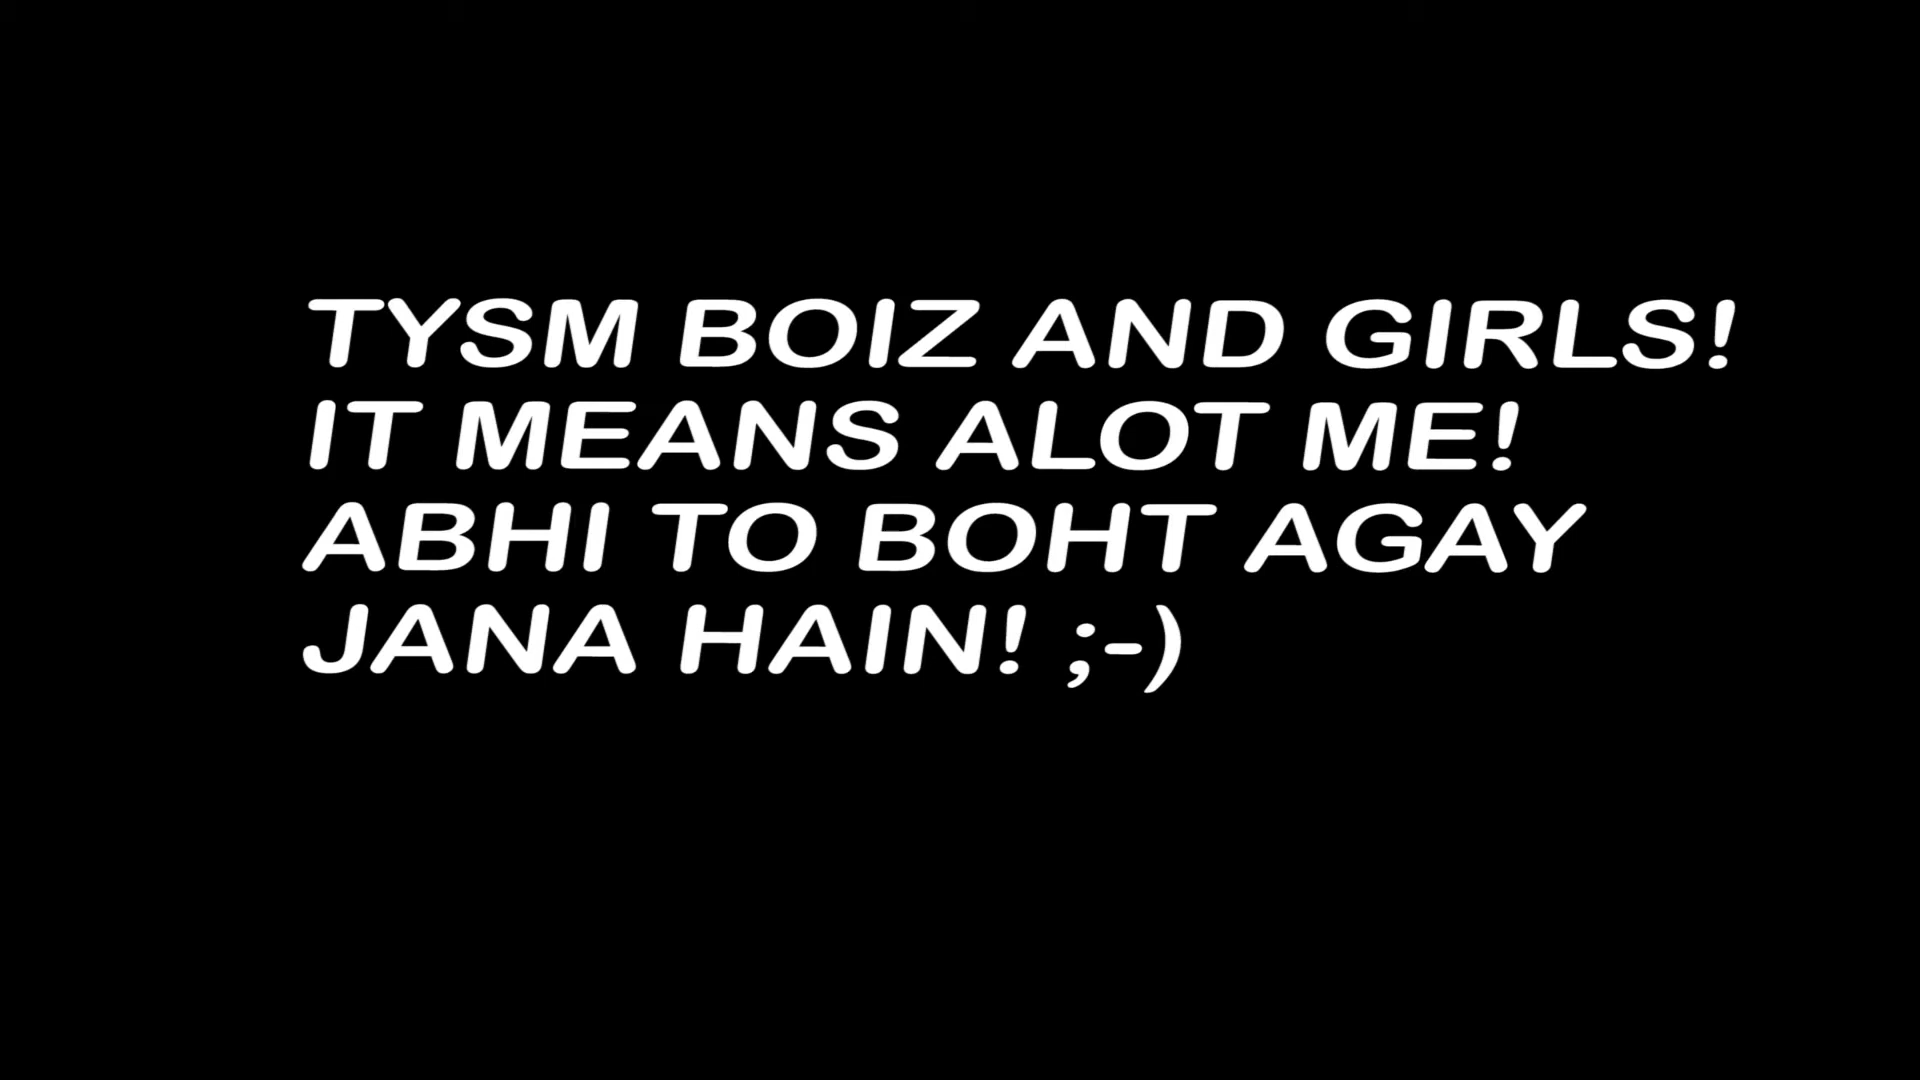 TYSM BOIZ AND GIRLS!
IT MEANS ALOT ME!
ABHI TO BOHT AGAY
JANA HAIN! ;-)